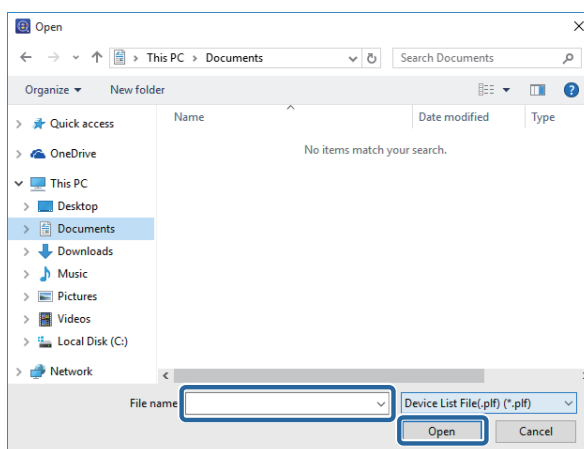 Open
This PC > Documents
Search Documents
Organize
New folder
Name
Date modified
Type
No items match your search.
Quick access
OneDrive
This PC
Desktop
Documents
Downloads
Music
Pictures
Videos
Local Disk (C:)
Network
File name
Device List File(.plf) (*.plf)
Open
Cancel